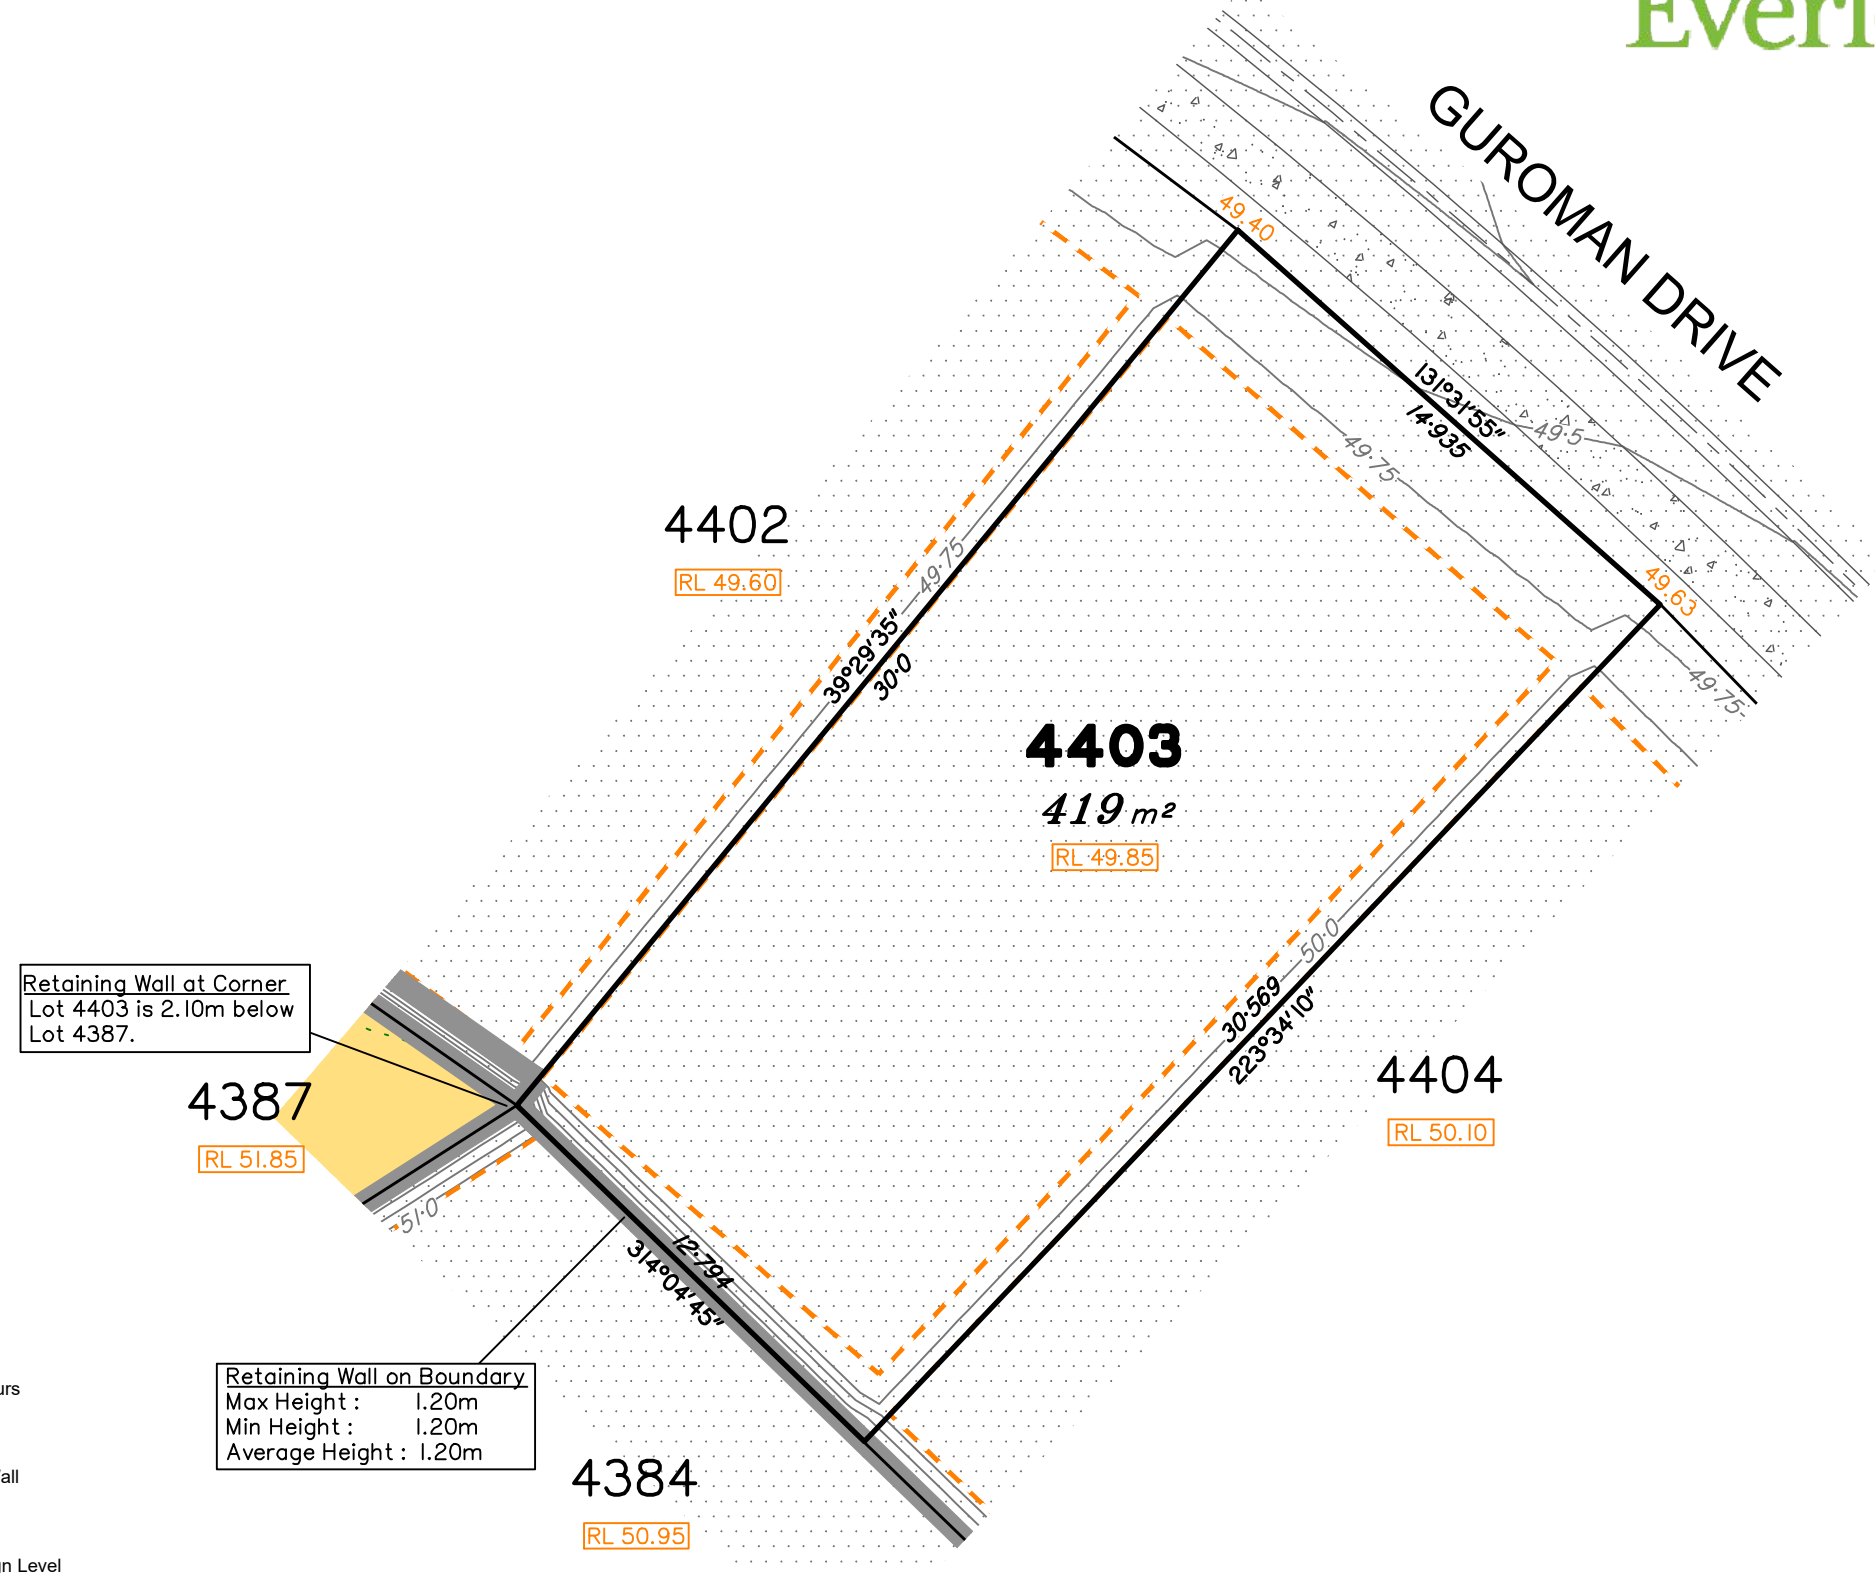 GUROMAN DRIVE
49.40
131°31'55"
14·935
49·5
49·75
49.63
49·75
4402
RL 49.60
49·75
39°29'35"
30·0
4403
419 m²
RL 49.85
50·0
30·569
223°34'10"
4404
RL 50.10
Retaining Wall at Corner
Lot 4403 is 2.10m below
Lot 4387.
4387
RL 51.85
51·0
12·794
314°04'45"
Retaining Wall on Boundary
Max Height : 1.20m
Min Height : 1.20m
Average Height : 1.20m
4384
RL 50.95
Level